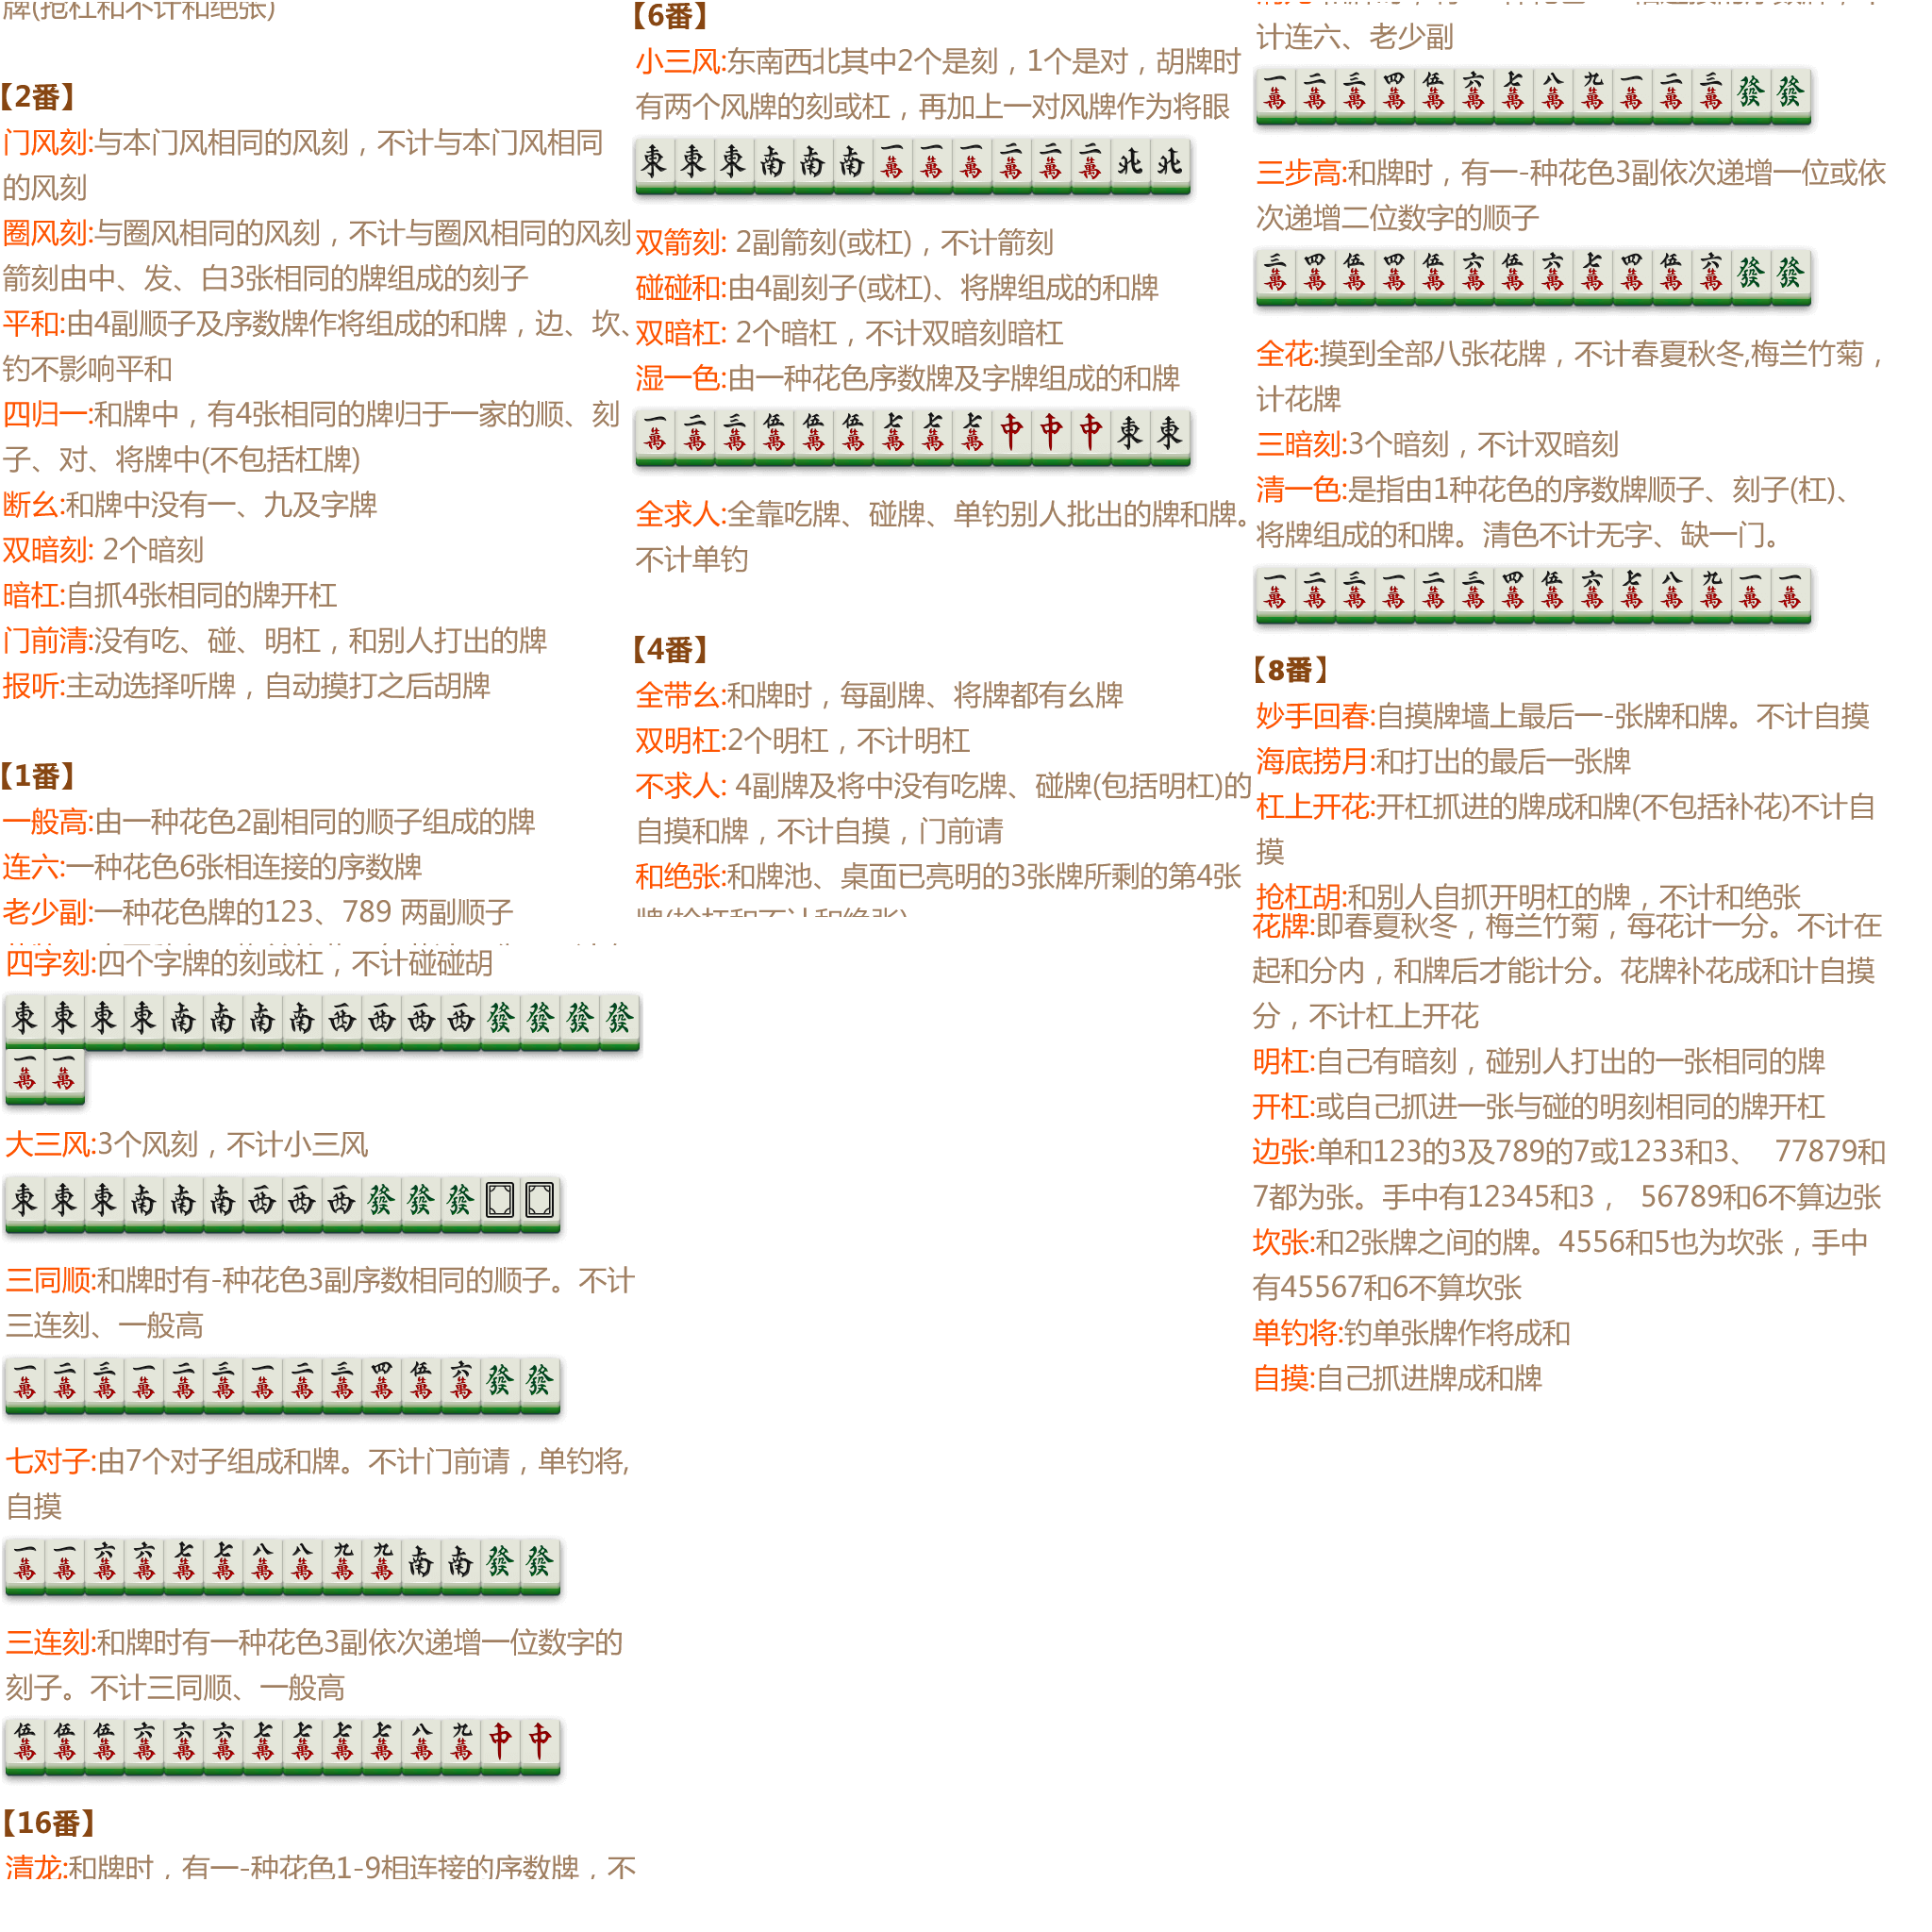 牌(抢杠和不计和绝张)
【2番】
门风刻:与本门风相同的风刻，不计与本门风相同
的风刻
圈风刻:与圈风相同的风刻，不计与圈风相同的风刻
箭刻由中、发、白3张相同的牌组成的刻子
平和:由4副顺子及序数牌作将组成的和牌，边、坎、
钓不影响平和
四归一:和牌中，有4张相同的牌归于一家的顺、刻
子、对、将牌中(不包括杠牌)
断幺:和牌中没有一、九及字牌
双暗刻: 2个暗刻
暗杠:自抓4张相同的牌开杠
门前清:没有吃、碰、明杠，和别人打出的牌
报听:主动选择听牌，自动摸打之后胡牌
【1番】
一般高:由一种花色2副相同的顺子组成的牌
连六:一种花色6张相连接的序数牌
老少副:一种花色牌的123、789 两副顺子
四字刻:四个字牌的刻或杠，不计碰碰胡
東 東 東 東 南 南 南 南 西 西 西 西 發 發 發 發
一萬 一萬
大三风:3个风刻，不计小三风
東 東 東 南 南 南 西 西 西 發 發 發
三同顺:和牌时有-种花色3副序数相同的顺子。不计
三连刻、一般高
一萬 二萬 三萬 一萬 二萬 三萬 一萬 二萬 三萬 四萬 伍萬 六萬 發 發
七对子:由7个对子组成和牌。不计门前请，单钓将,
自摸
一萬 一萬 六萬 六萬 七萬 七萬 八萬 八萬 九萬 九萬 南 南 發 發
三连刻:和牌时有一种花色3副依次递增一位数字的
刻子。不计三同顺、一般高
伍萬 伍萬 伍萬 六萬 六萬 六萬 七萬 七萬 七萬 七萬 八萬 九萬 中 中
【16番】
清龙:和牌时，有一-种花色1-9相连接的序数牌，不
【6番】
小三风:东南西北其中2个是刻，1个是对，胡牌时
有两个风牌的刻或杠，再加上一对风牌作为将眼
東 東 東 南 南 南 一萬 一萬 一萬 二萬 二萬 二萬 北 北
双箭刻: 2副箭刻(或杠)，不计箭刻
碰碰和:由4副刻子(或杠)、将牌组成的和牌
双暗杠: 2个暗杠，不计双暗刻暗杠
湿一色:由一种花色序数牌及字牌组成的和牌
一萬 二萬 三萬 伍萬 伍萬 伍萬 七萬 七萬 七萬 中 中 中 東 東
全求人:全靠吃牌、碰牌、单钓别人批出的牌和牌。
不计单钓
【4番】
全带幺:和牌时，每副牌、将牌都有幺牌
双明杠:2个明杠，不计明杠
不求人: 4副牌及将中没有吃牌、碰牌(包括明杠)的
自摸和牌，不计自摸，门前请
和绝张:和牌池、桌面已亮明的3张牌所剩的第4张
牌(抢杠和不计和绝张)
计连六、老少副
一萬 二萬 三萬 四萬 伍萬 六萬 七萬 八萬 九萬 一萬 二萬 三萬 發 發
三步高:和牌时，有一-种花色3副依次递增一位或依
次递增二位数字的顺子
三萬 四萬 伍萬 四萬 伍萬 六萬 伍萬 六萬 七萬 四萬 伍萬 六萬 發 發
全花:摸到全部八张花牌，不计春夏秋冬,梅兰竹菊，
计花牌
三暗刻:3个暗刻，不计双暗刻
清一色:是指由1种花色的序数牌顺子、刻子(杠)、
将牌组成的和牌。清色不计无字、缺一门。
一萬 二萬 三萬 一萬 二萬 三萬 四萬 伍萬 六萬 七萬 八萬 九萬 一萬 一萬
【8番】
妙手回春:自摸牌墙上最后一-张牌和牌。不计自摸
海底捞月:和打出的最后一张牌
杠上开花:开杠抓进的牌成和牌(不包括补花)不计自
摸
抢杠胡:和别人自抓开明杠的牌，不计和绝张
花牌:即春夏秋冬，梅兰竹菊，每花计一分。不计在
起和分内，和牌后才能计分。花牌补花成和计自摸
分，不计杠上开花
明杠:自己有暗刻，碰别人打出的一张相同的牌
开杠:或自己抓进一张与碰的明刻相同的牌开杠
边张:单和123的3及789的7或1233和3、 77879和
7都为张。手中有12345和3， 56789和6不算边张
坎张:和2张牌之间的牌。4556和5也为坎张，手中
有45567和6不算坎张
单钓将:钓单张牌作将成和
自摸:自己抓进牌成和牌